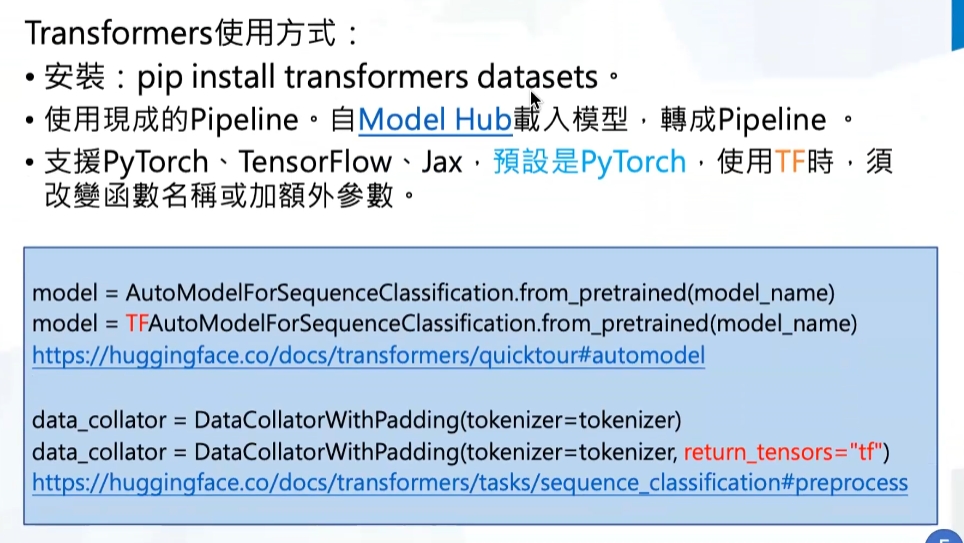 Transformers使用方式：
• 安裝：pip install transformers datasets。
• 使用現成的Pipeline。自Model Hub載入模型，轉成Pipeline 。
• 支援PyTorch、TensorFlow、Jax，預設是PyTorch，使用TF時，須
改變函數名稱或加額外參數。
model = AutoModelForSequenceClassification.from_pretrained(model_name)
model = TFAutoModelForSequenceClassification.from_pretrained(model_name)
https://huggingface.co/docs/transformers/quicktour#automodel
data_collator = DataCollatorWithPadding(tokenizer=tokenizer)
data_collator = DataCollatorWithPadding(tokenizer=tokenizer, return_tensors="tf")
https://huggingface.co/docs/transformers/tasks/sequence_classification#preprocess